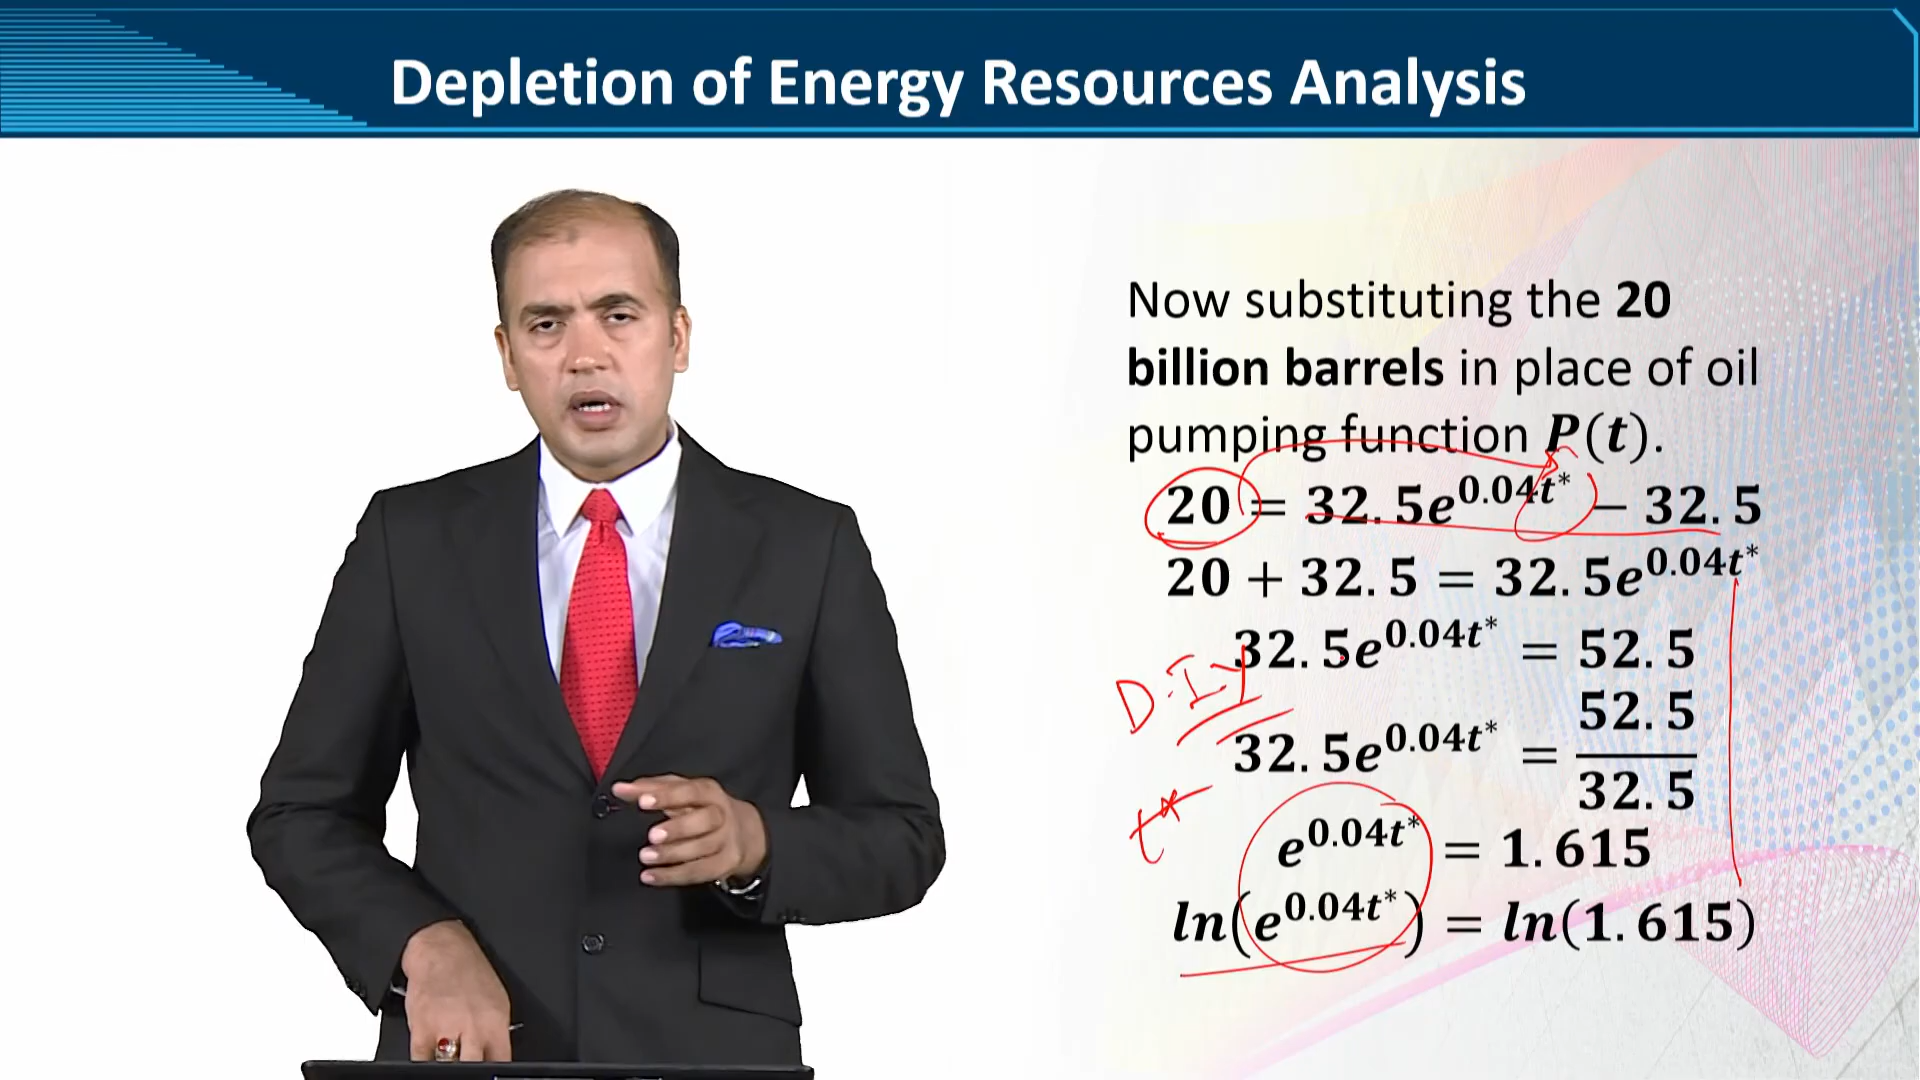 Depletion of Energy Resources Analysis
Now substituting the 20
billion barrels in place of oil
pumping function P(t).
20 = 32.5e^{0.04t*} − 32.5
20 + 32.5 = 32.5e^{0.04t*}
32.5e^{0.04t*} = 52.5
D.I.Y
32.5e^{0.04t*} = 52.5/32.5
t*
e^{0.04t*} = 1.615
ln(e^{0.04t*}) = ln(1.615)